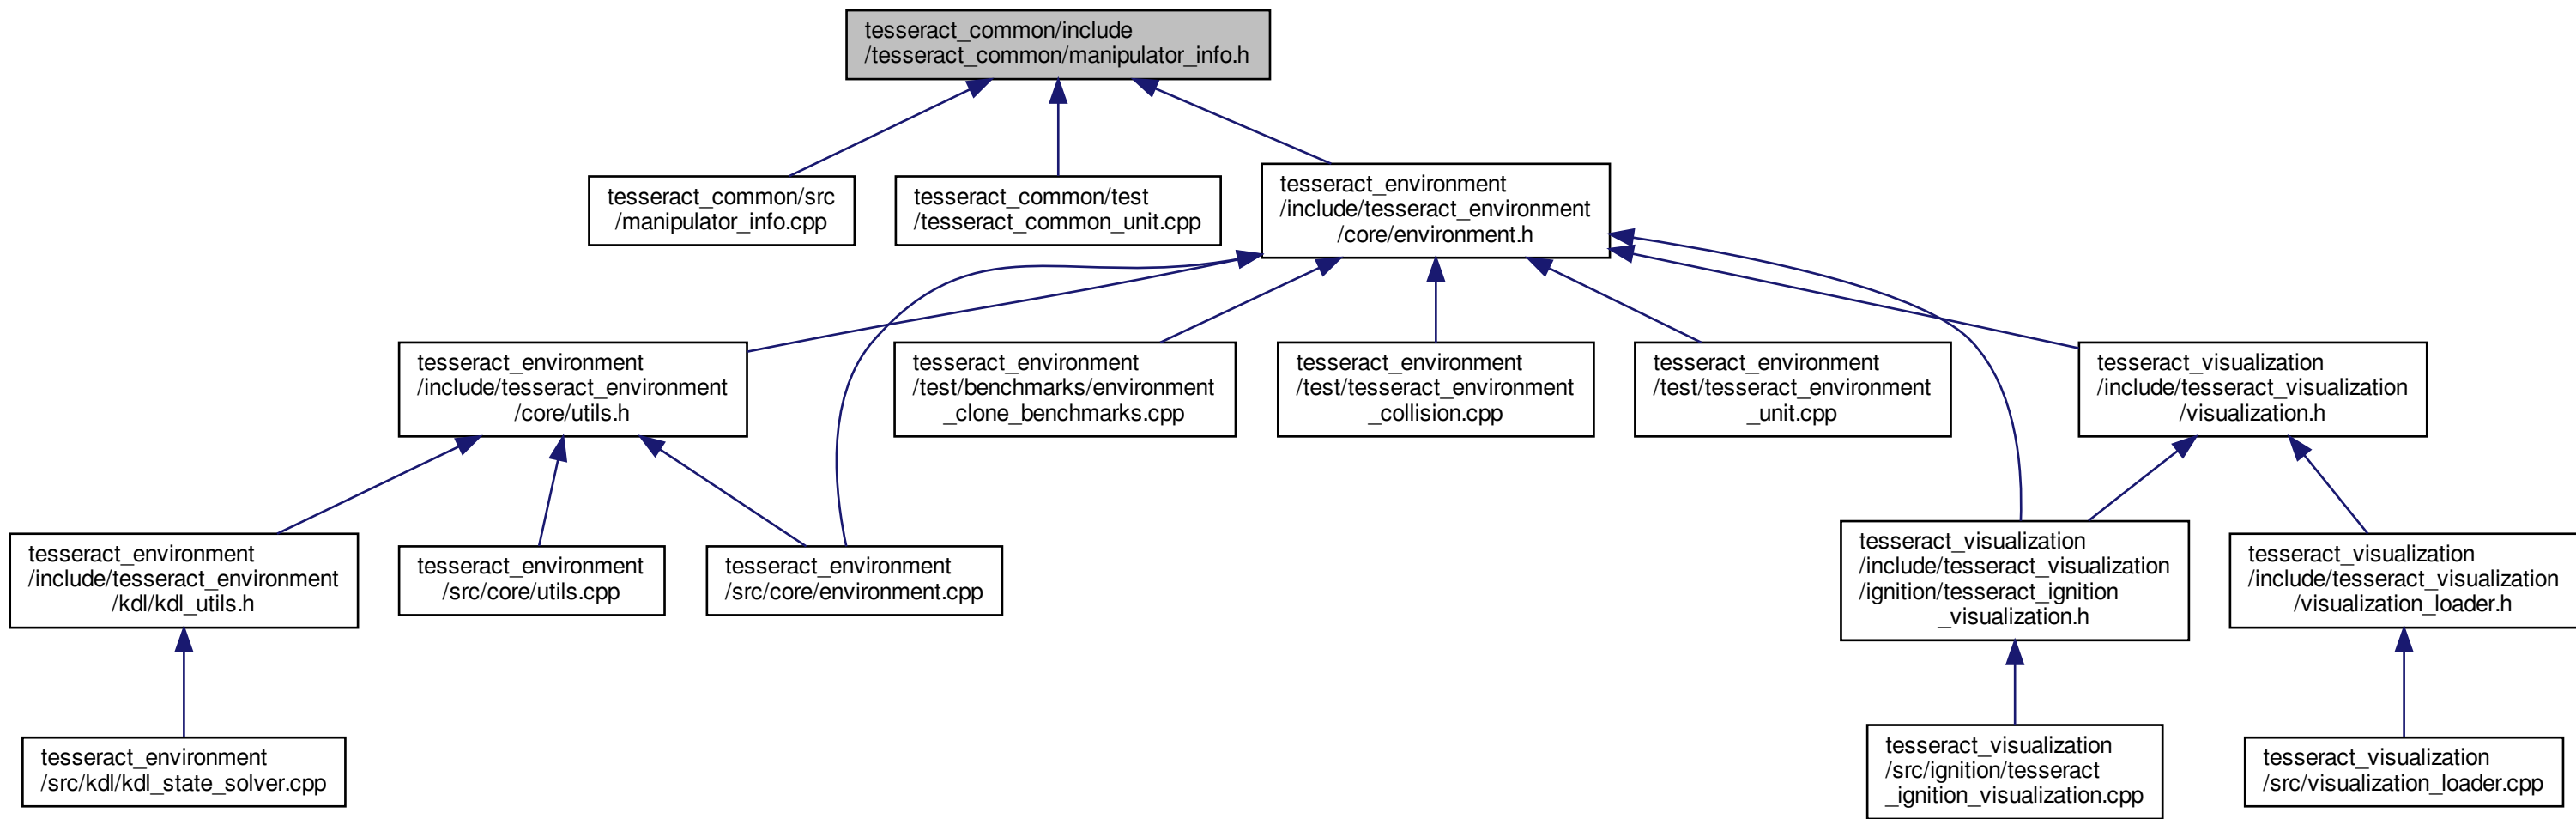 tesseract_common/include
/tesseract_common/manipulator_info.h
tesseract_common/src
/manipulator_info.cpp
tesseract_common/test
/tesseract_common_unit.cpp
tesseract_environment
/include/tesseract_environment
/core/environment.h
tesseract_environment
/include/tesseract_environment
/core/utils.h
tesseract_environment
/test/benchmarks/environment
_clone_benchmarks.cpp
tesseract_environment
/test/tesseract_environment
_collision.cpp
tesseract_environment
/test/tesseract_environment
_unit.cpp
tesseract_visualization
/include/tesseract_visualization
/visualization.h
tesseract_environment
/include/tesseract_environment
/kdl/kdl_utils.h
tesseract_environment
/src/core/utils.cpp
tesseract_environment
/src/core/environment.cpp
tesseract_visualization
/include/tesseract_visualization
/ignition/tesseract_ignition
_visualization.h
tesseract_visualization
/include/tesseract_visualization
/visualization_loader.h
tesseract_environment
/src/kdl/kdl_state_solver.cpp
tesseract_visualization
/src/ignition/tesseract
_ignition_visualization.cpp
tesseract_visualization
/src/visualization_loader.cpp